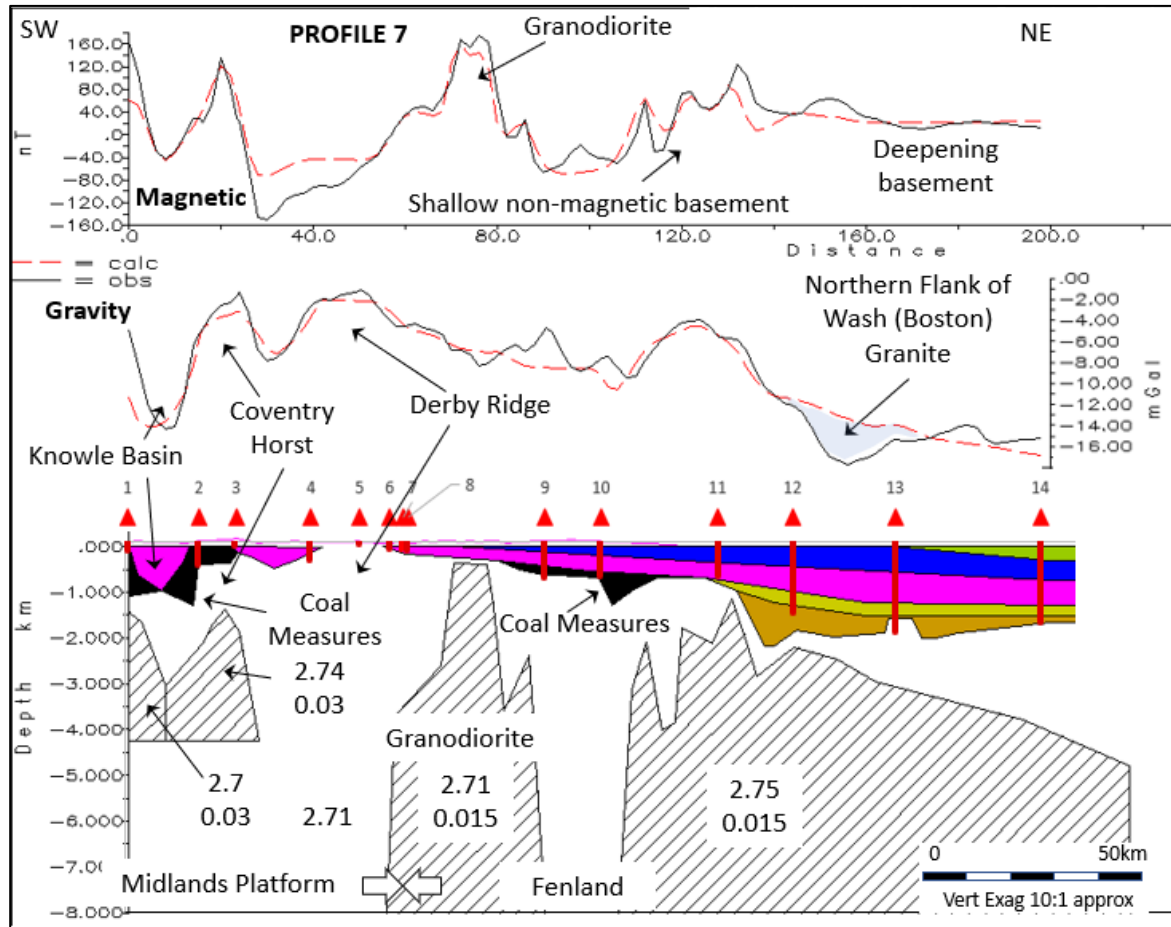 SW
PROFILE 7
Granodiorite
NE
160.0
120.0
80.0
40.0
.0
-40.0
-80.0
-120.0
-160.0
nT
Magnetic
Shallow non-magnetic basement
Deepening
basement
.0
40.0
80.0
120.0
160.0
200.0
Distance
= calc
= obs
Gravity
Northern Flank of
Wash (Boston)
Granite
.00
-2.00
-4.00
-6.00
-8.00
-10.00
-12.00
-14.00
-16.00
mGal
Knowle Basin
Coventry
Horst
Derby Ridge
1
2
3
4
5
6
7
8
9
10
11
12
13
14
.000
-1.000
-2.000
-3.000
-4.000
-5.000
-6.000
-7.00
-8.000
Depth km
Coal
Measures
Coal Measures
2.74
0.03
Granodiorite
2.7
0.03
2.71
2.71
0.015
2.75
0.015
Midlands Platform
Fenland
0
50km
Vert Exag 10:1 approx